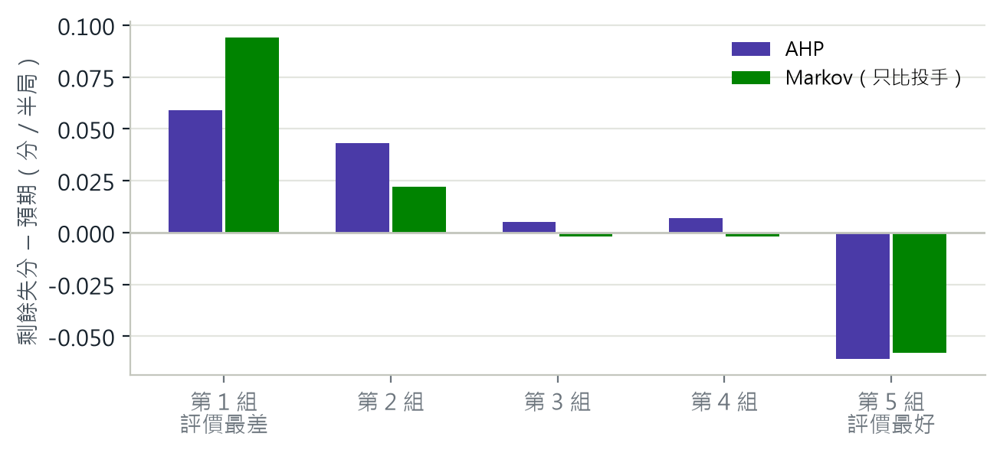 0.100
0.075
0.050
0.025
0.000
-0.025
-0.050
剩餘失分 − 預期（分 / 半局）
AHP
Markov（只比投手）
第 1 組
評價最差
第 2 組
第 3 組
第 4 組
第 5 組
評價最好